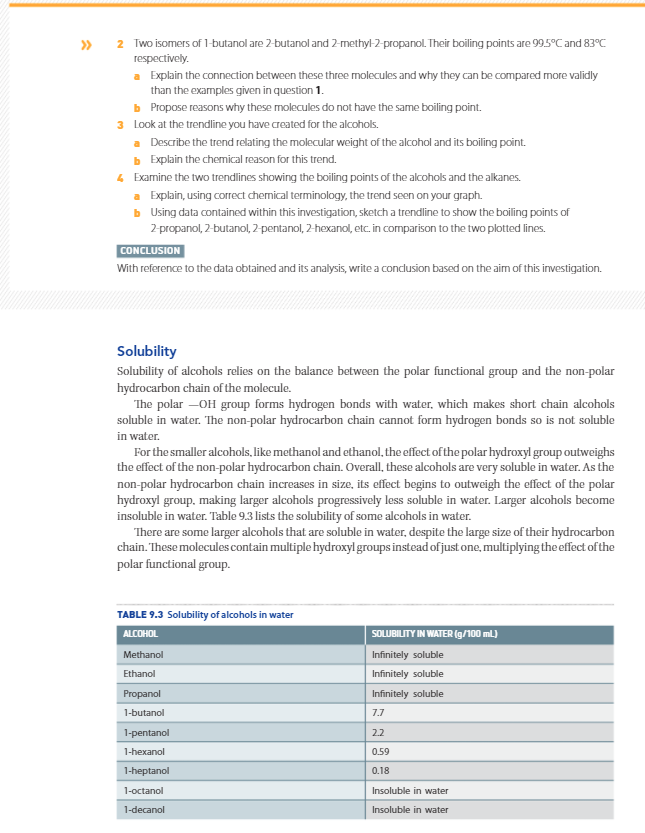 » 2 Two isomers of 1-butanol are 2-butanol and 2-methyl-2-propanol. Their boiling points are 99.5°C and 83°C
respectively.
a Explain the connection between these three molecules and why they can be compared more validly
than the examples given in question 1.
b Propose reasons why these molecules do not have the same boiling point.
3 Look at the trendline you have created for the alcohols.
a Describe the trend relating the molecular weight of the alcohol and its boiling point.
b Explain the chemical reason for this trend.
4 Examine the two trendlines showing the boiling points of the alcohols and the alkanes.
a Explain, using correct chemical terminology, the trend seen on your graph.
b Using data contained within this investigation, sketch a trendline to show the boiling points of
2-propanol, 2-butanol, 2-pentanol, 2-hexanol, etc. in comparison to the two plotted lines.
CONCLUSION
With reference to the data obtained and its analysis, write a conclusion based on the aim of this investigation.
Solubility
Solubility of alcohols relies on the balance between the polar functional group and the non-polar
hydrocarbon chain of the molecule.
The polar —OH group forms hydrogen bonds with water, which makes short chain alcohols
soluble in water. The non-polar hydrocarbon chain cannot form hydrogen bonds so is not soluble
in water.
For the smaller alcohols, like methanol and ethanol, the effect of the polar hydroxyl group outweighs
the effect of the non-polar hydrocarbon chain. Overall, these alcohols are very soluble in water. As the
non-polar hydrocarbon chain increases in size, its effect begins to outweigh the effect of the polar
hydroxyl group, making larger alcohols progressively less soluble in water. Larger alcohols become
insoluble in water. Table 9.3 lists the solubility of some alcohols in water.
There are some larger alcohols that are soluble in water, despite the large size of their hydrocarbon
chain. These molecules contain multiple hydroxyl groups instead of just one, multiplying the effect of the
polar functional group.
TABLE 9.3 Solubility of alcohols in water
ALCOHOL SOLUBILITY IN WATER (g/100 mL)
Methanol Infinitely soluble
Ethanol Infinitely soluble
Propanol Infinitely soluble
1-butanol 7.7
1-pentanol 2.2
1-hexanol 0.59
1-heptanol 0.18
1-octanol Insoluble in water
1-decanol Insoluble in water